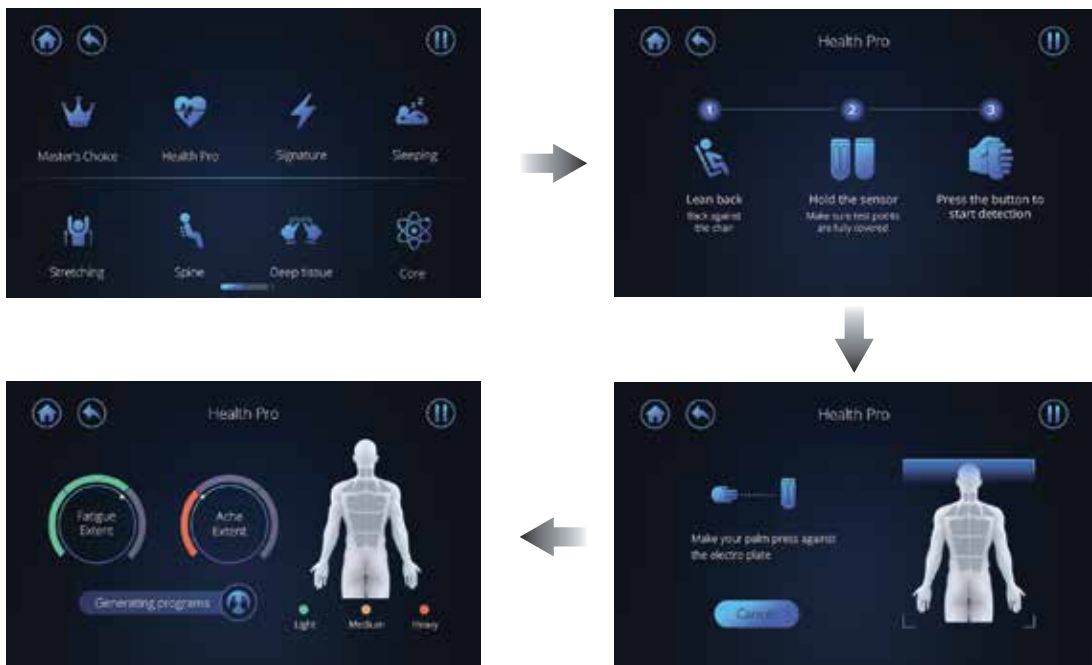 Master's Choice
Health Pro
Signature
Sleeping
Stretching
Spine
Deep tissue
Core
Health Pro
1
2
3
Lean back
Back against
the chair
Hold the sensor
Make sure test points
are fully covered
Press the button to
start detection
Health Pro
Fatigue
Extent
Ache
Extent
Generating programs
Light
Medium
Heavy
Health Pro
Make your palm press against
the electro plate
Cancel